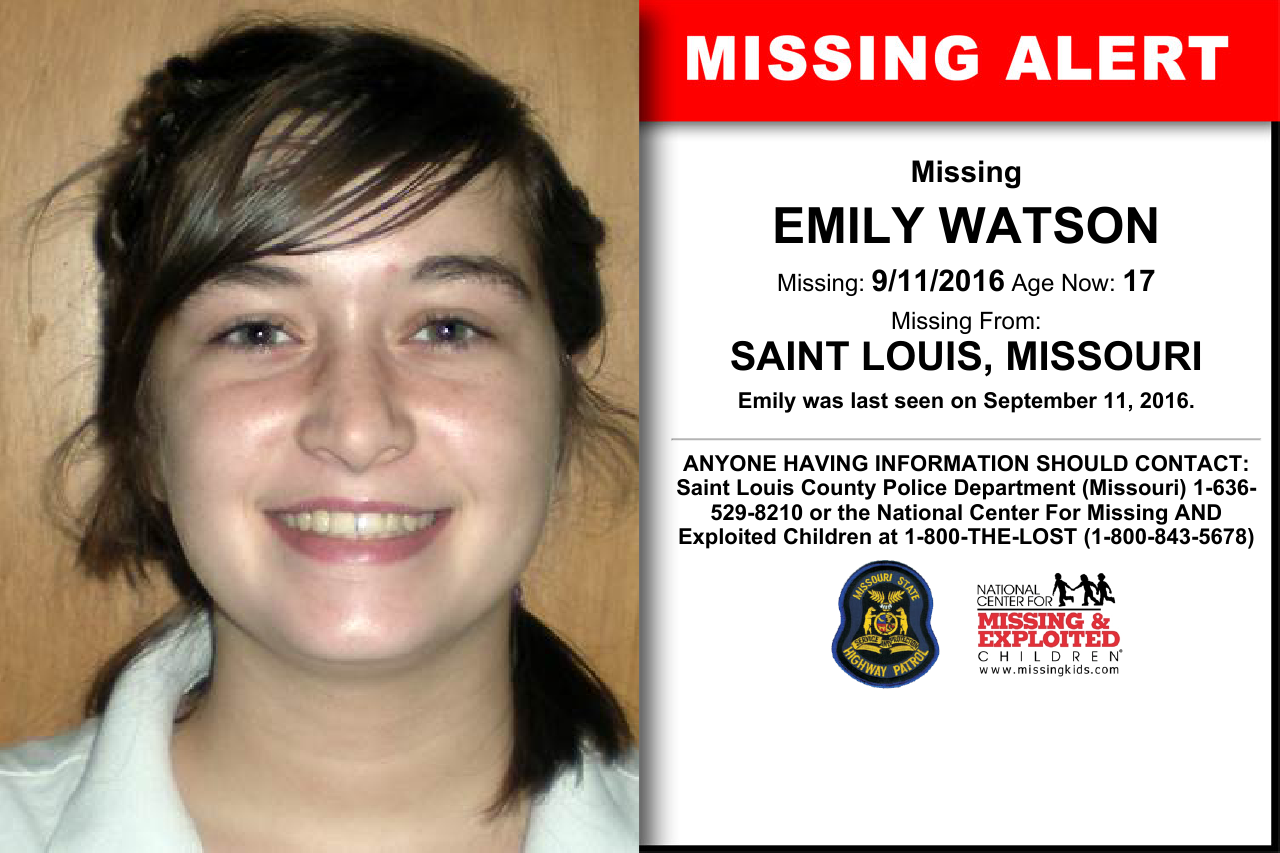 MISSING ALERT
Missing
EMILY WATSON
Missing: 9/11/2016 Age Now: 17
Missing From:
SAINT LOUIS, MISSOURI
Emily was last seen on September 11, 2016.
ANYONE HAVING INFORMATION SHOULD CONTACT:
Saint Louis County Police Department (Missouri) 1-636-
529-8210 or the National Center For Missing AND
Exploited Children at 1-800-THE-LOST (1-800-843-5678)
MISSOURI STATE
SERVICE AND PROTECTION
HIGHWAY PATROL
NATIONAL
CENTER FOR
MISSING &
EXPLOITED
CHILDREN®
www.missingkids.com